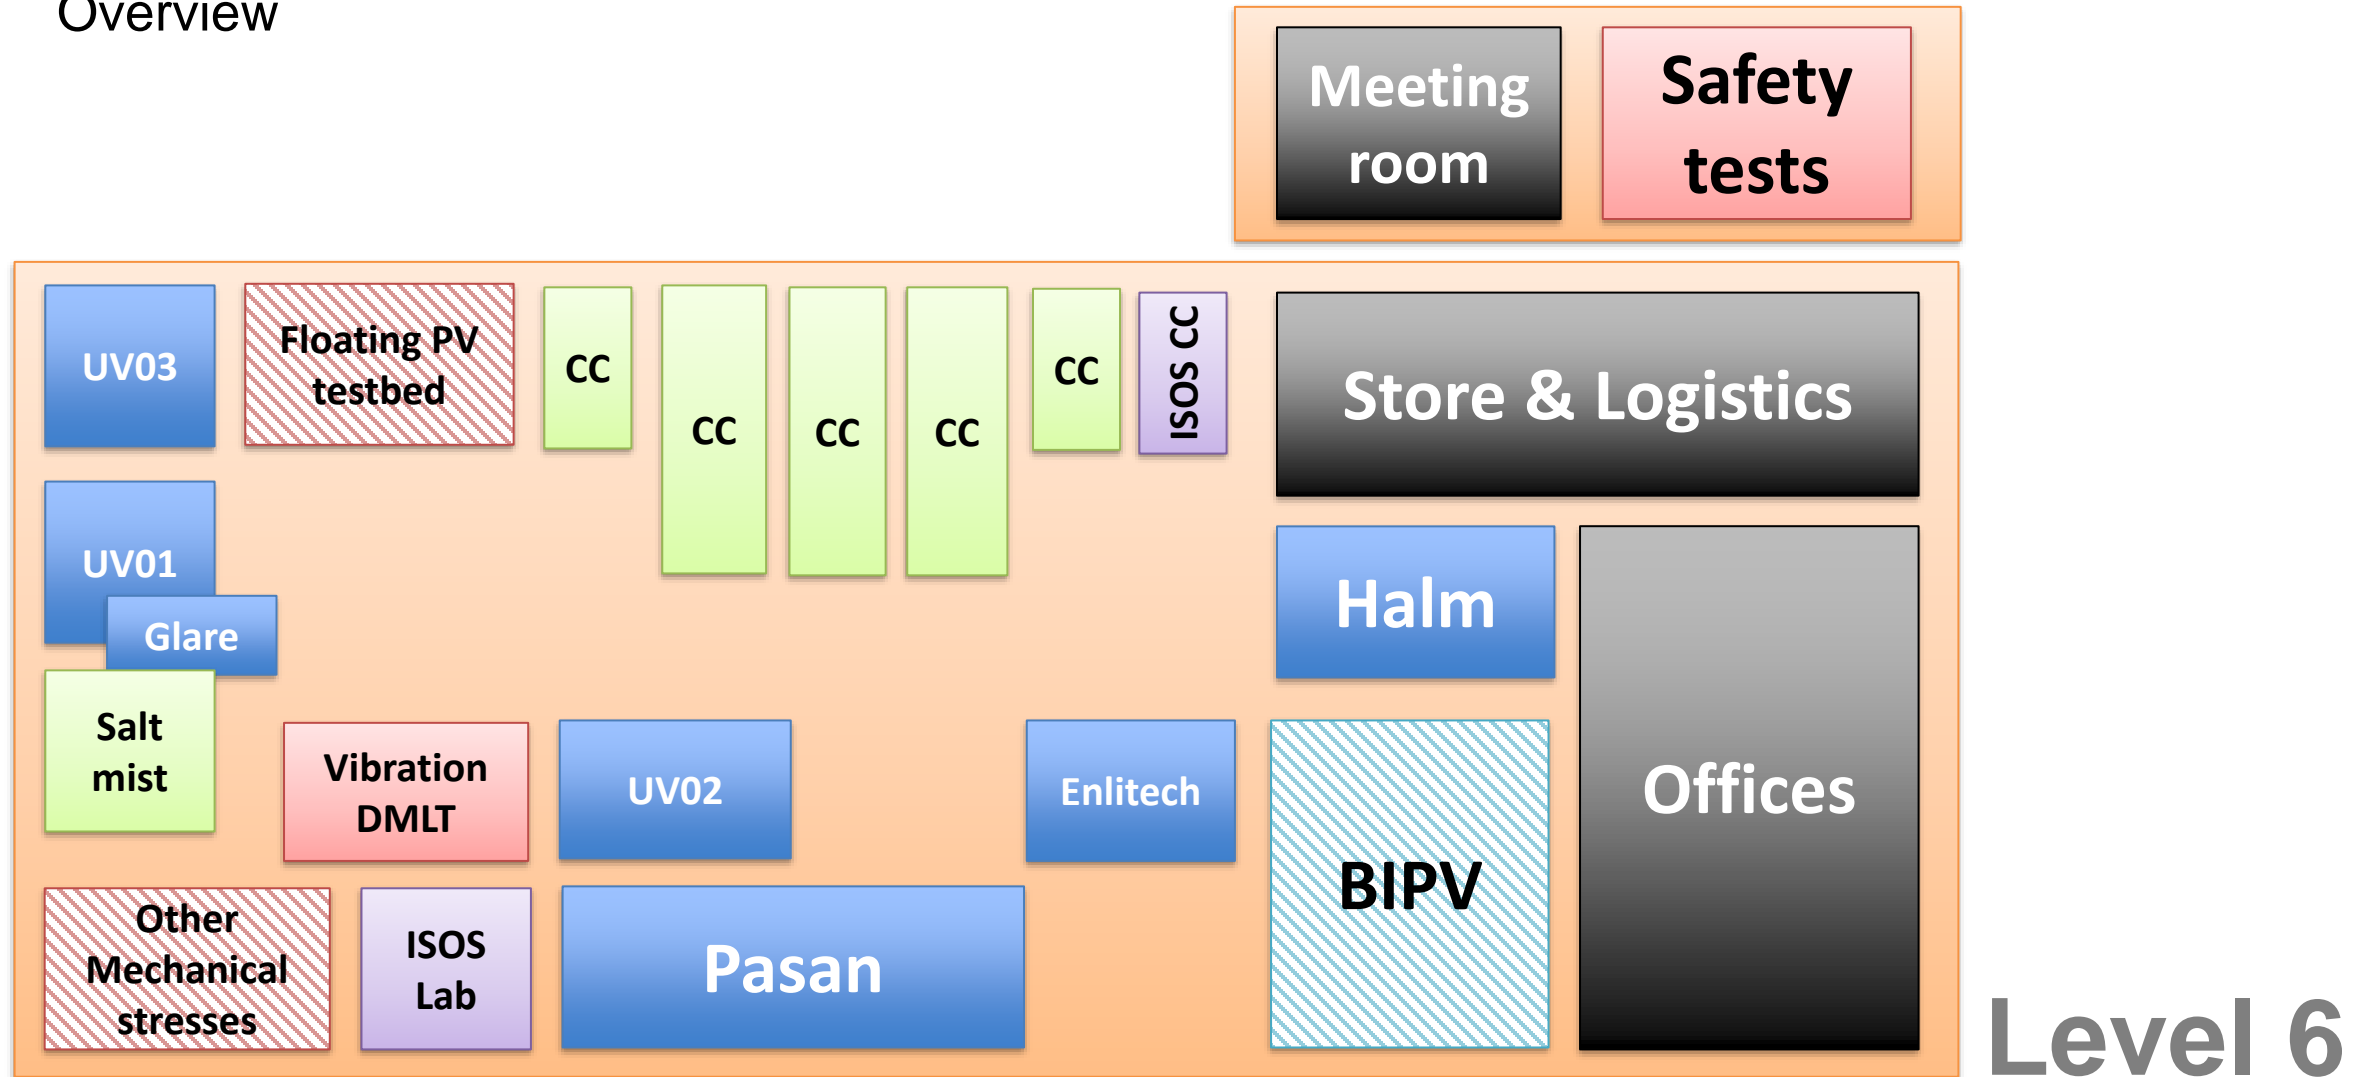 Overview
Meeting
room
Safety
tests
UV03
Floating PV
testbed
CC
CC
CC
CC
CC
ISOS CC
Store & Logistics
UV01
Glare
Halm
Salt
mist
Vibration
DMLT
UV02
Enlitech
BIPV
Offices
Other
Mechanical
stresses
ISOS
Lab
Pasan
Level 6